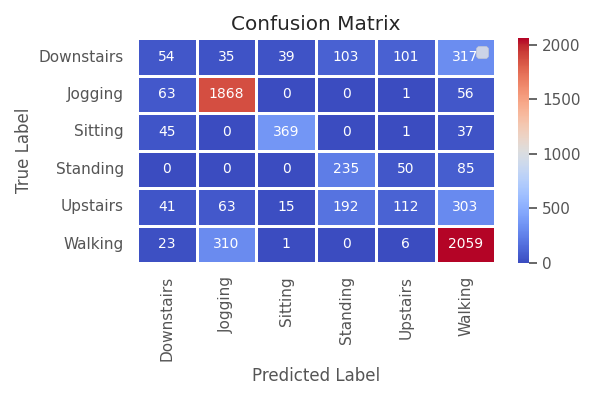 Confusion Matrix
True Label
Downstairs 54 35 39 103 101 317
Jogging 63 1868 0 0 1 56
Sitting 45 0 369 0 1 37
Standing 0 0 0 235 50 85
Upstairs 41 63 15 192 112 303
Walking 23 310 1 0 6 2059
Downstairs Jogging Sitting Standing Upstairs Walking
Predicted Label
2000
1500
1000
500
0